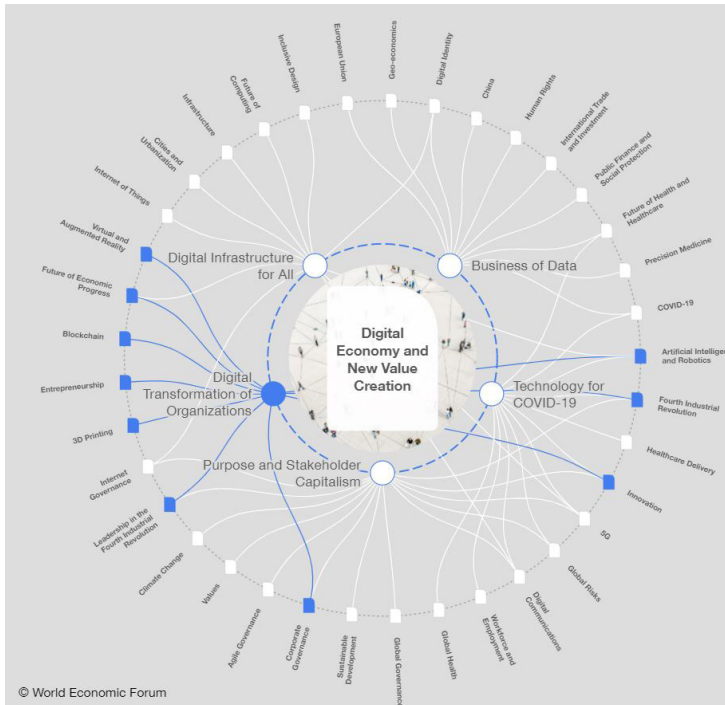 Digital
Economy and
New Value
Creation
Digital Infrastructure
for All
Business of Data
Digital
Transformation of
Organizations
Technology for
COVID-19
Purpose and Stakeholder
Capitalism
European Union
Geo-economics
Digital Identity
China
Human Rights
International Trade
and Investment
Public Finance and
Social Protection
Future of Health and
Healthcare
Precision Medicine
COVID-19
Artificial Intelligen
and Robotics
Fourth Industrial
Revolution
Healthcare Delivery
Innovation
5G
Global Risks
Digital
Communications
Workforce and
Employment
Global Health
Global Governance
Sustainable
Development
Corporate
Governance
Agile Governance
Values
Climate Change
Leadership in the
Fourth Industrial
Revolution
Internet
Governance
3D Printing
Entrepreneurship
Blockchain
Future of Economic
Progress
Virtual and
Augmented Reality
Internet of Things
Cities and
Urbanization
Infrastructure
Future of
Computing
Inclusive Design
© World Economic Forum